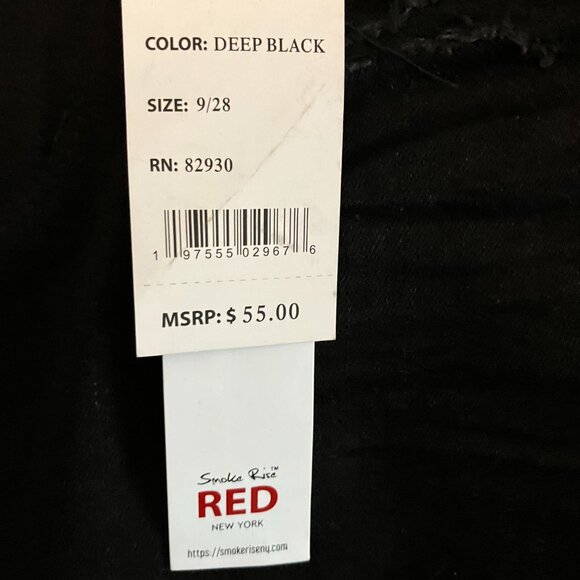 COLOR: DEEP BLACK
SIZE: 9/28
RN: 82930
1 97555 02967 6
MSRP: $ 55.00
Smoke Rise™
RED
NEW YORK
https://smokeriseny.com